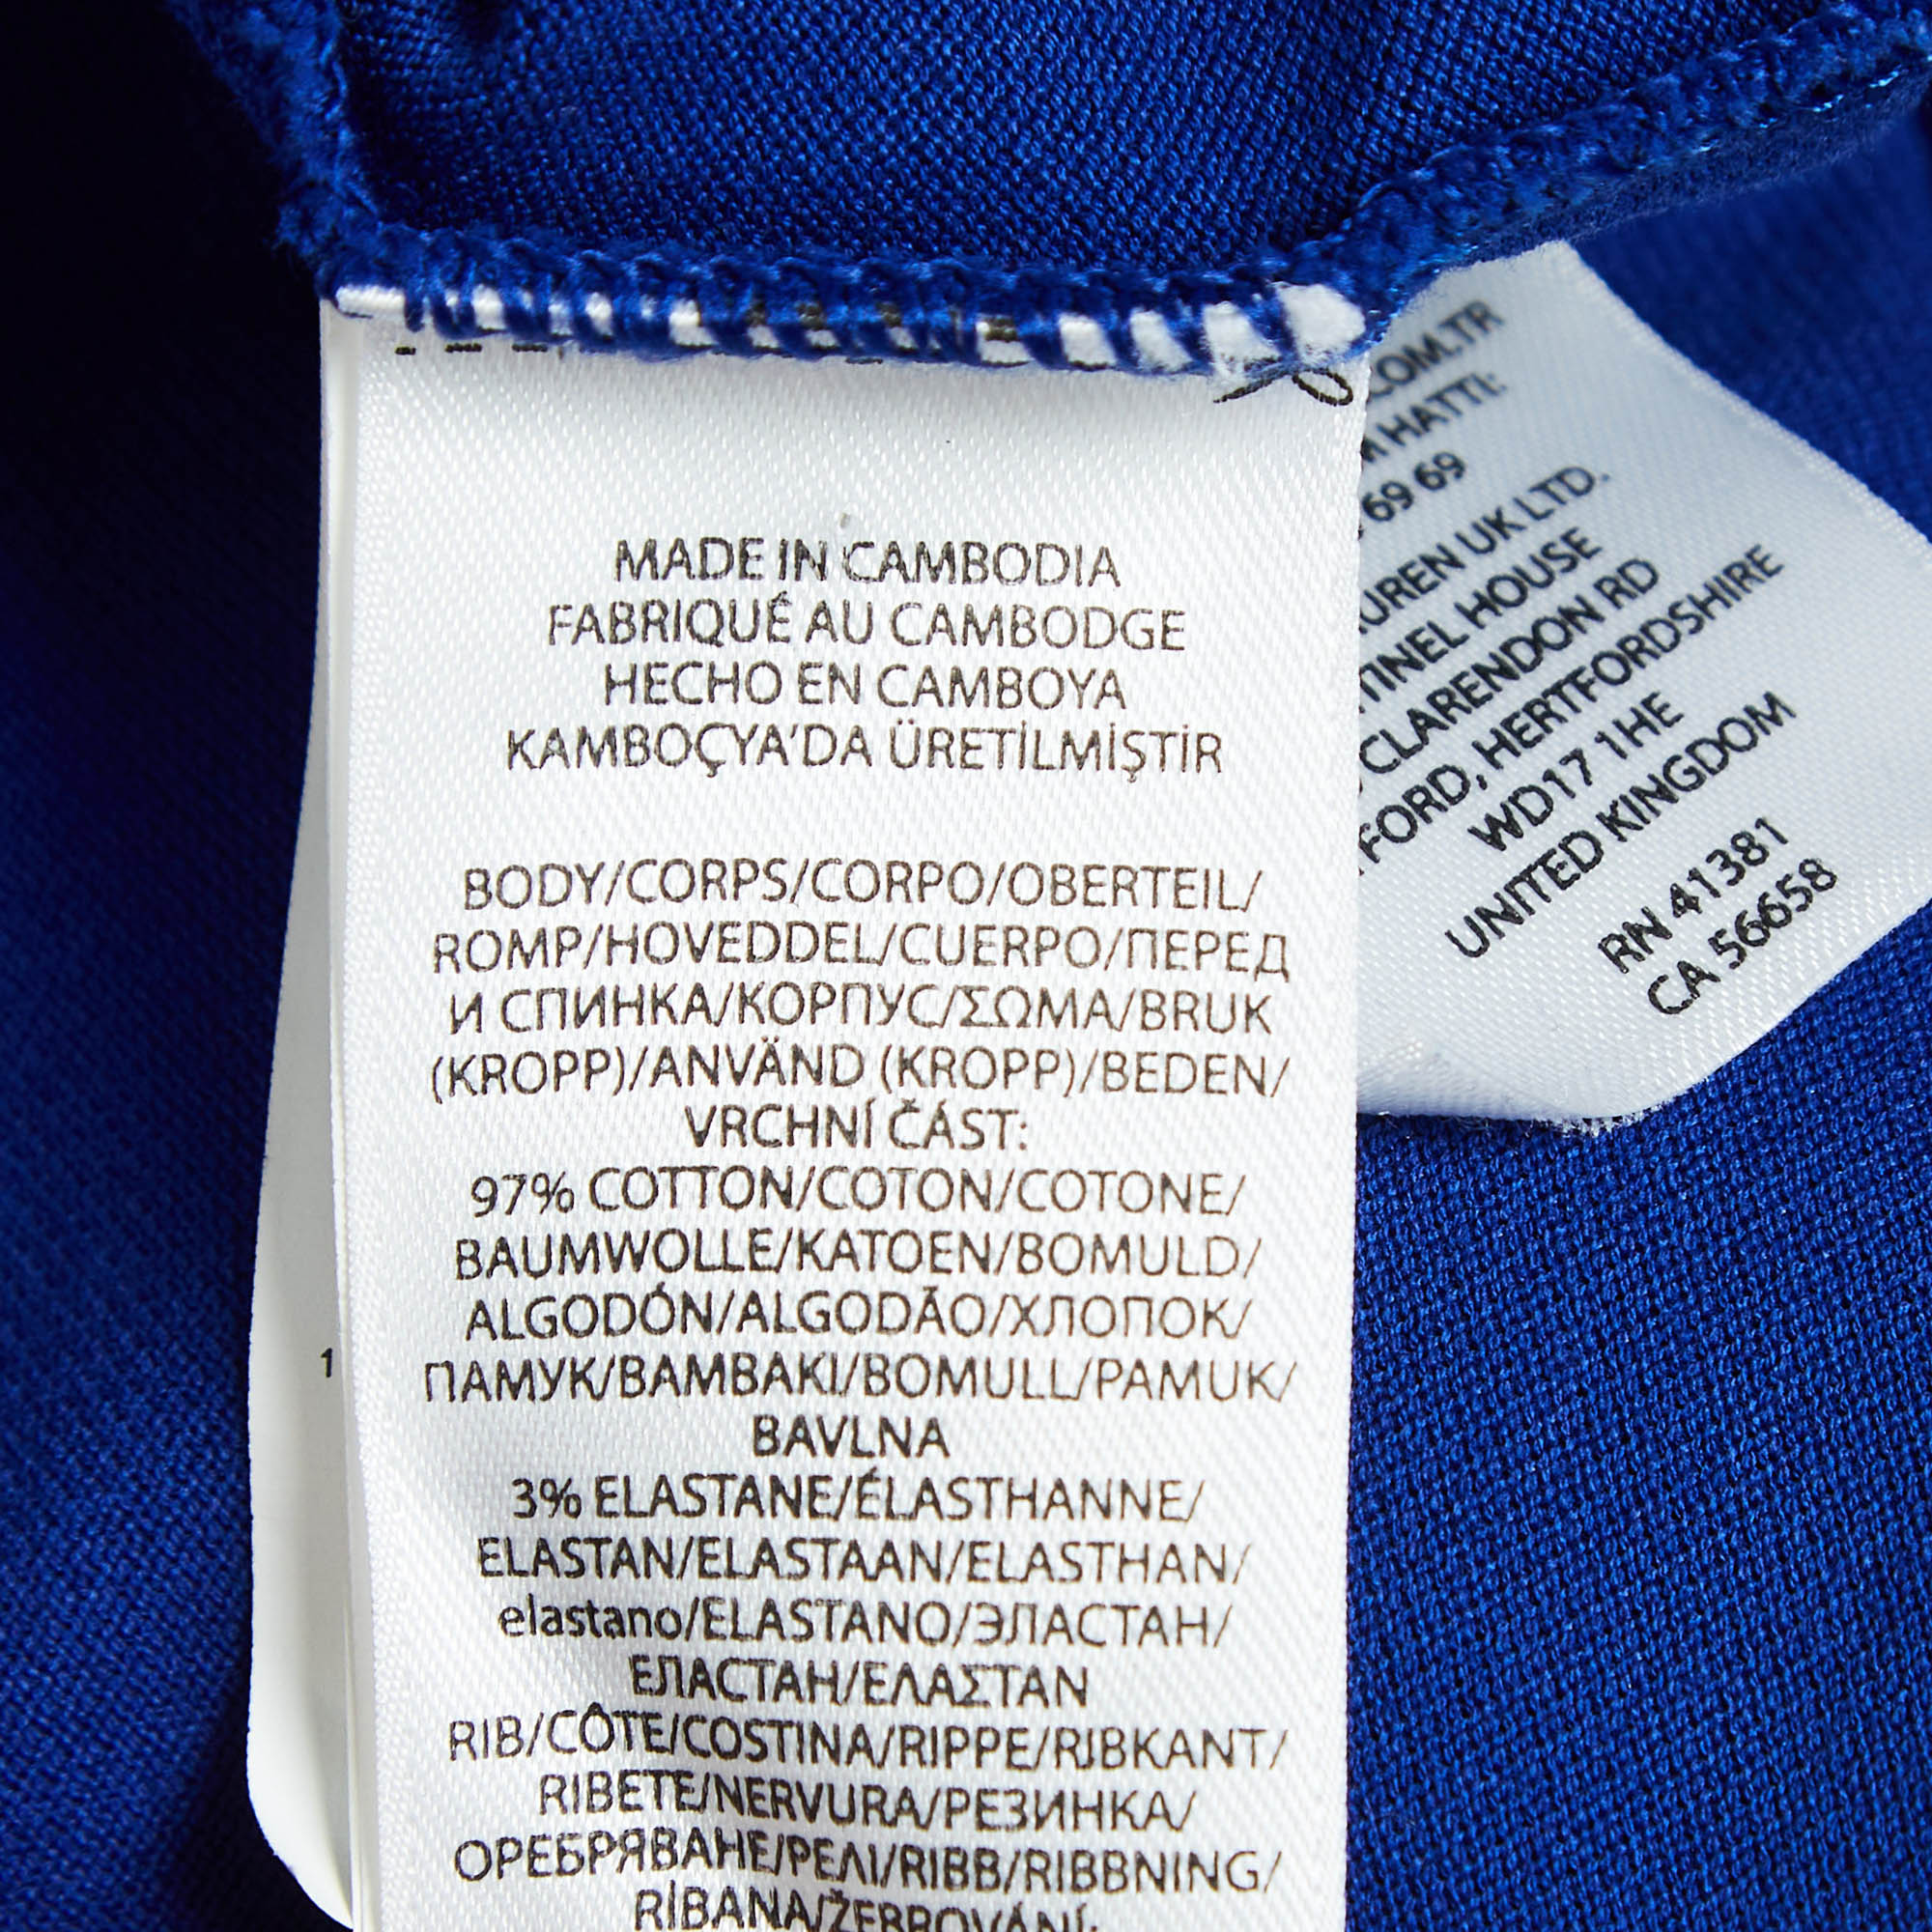 MADE IN CAMBODIA
FABRIQUÉ AU CAMBODGE
HECHO EN CAMBOYA
KAMBOÇYA'DA ÜRETİLMİŞTİR
BODY/CORPS/CORPO/OBERTEIL/
ROMP/HOVEDDEL/CUERPO/ПЕРЕД
И СПИНКА/КОРПУС/ΣΩΜΑ/BRUK
(KROPP)/ANVÄND (KROPP)/BEDEN/
VRCHNÍ ČÁST:
97% COTTON/COTON/COTONE/
BAUMWOLLE/KATOEN/BOMULD/
ALGODÓN/ALGODÃO/ХЛОПОК/
ПАМУК/BAMBAKI/BOMULL/PAMUK/
BAVLNA
3% ELASTANE/ÉLASTHANNE/
ELASTAN/ELASTAAN/ELASTHAN/
elastano/ELASTANO/ЭЛАСТАН/
ЕЛАСТАН/ΕΛΑΣΤΑΝ
RIB/CÔTE/COSTINA/RIPPE/RIBKANT/
RIBETE/NERVURA/РЕЗИНКА/
ОРЕБРЯВАНЕ/ΡΕΛΙ/RIBB/RIBBNING/
RİBANA/ŽEBROVÁNÍ:
1
.COM.TR
HATTI:
69 69
UREN UK LTD.
TINEL HOUSE
CLARENDON RD
FORD, HERTFORDSHIRE
WD17 1HE
UNITED KINGDOM
RN 41381
CA 56658